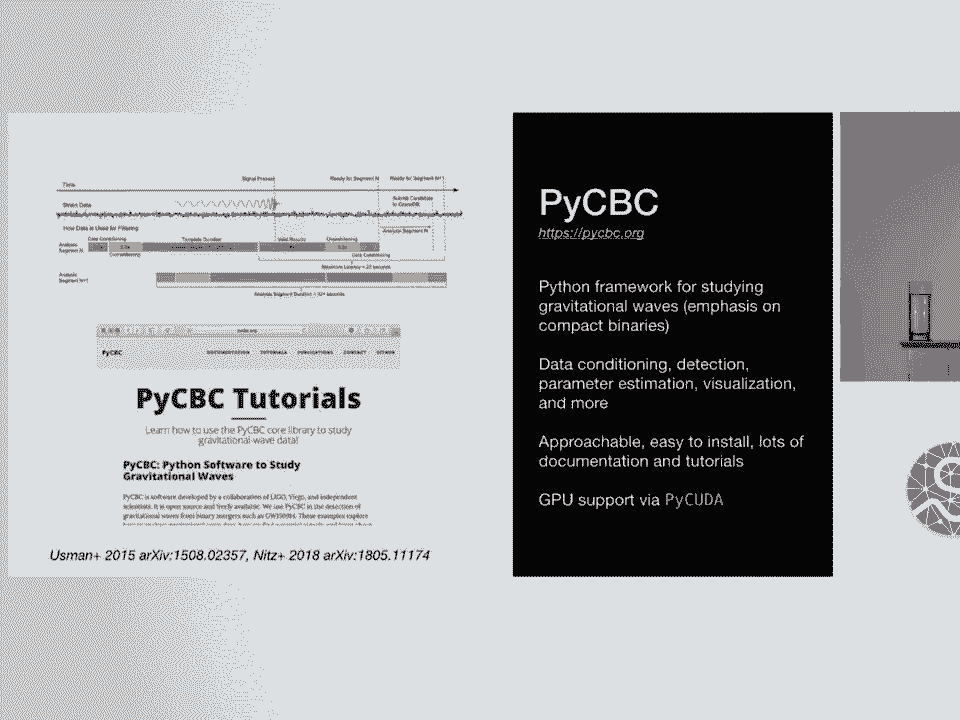 Time
Signal Present
Ready for Segment N
Ready for Segment N+1
Strain Data
Submit Candidate
to GraceDB
How Data is Used for Filtering
Analyze Segment N
Analysis
Segment N
Data Conditioning
Template Duration
Valid Results
Overwhitening
Overwhitening
Data Conditioning
Maximum Latency
Analysis
Segment N+1
Analysis Segment Duration
PyCBC
DOCUMENTATION TUTORIALS PUBLICATIONS CONTACT GITHUB
PyCBC Tutorials
Learn how to use the PyCBC core library to study
gravitational-wave data!
PyCBC: Python Software to Study
Gravitational Waves
PyCBC is software developed by a collaboration of LIGO, Virgo, and independent
scientists. It is open source and freely available. We use PyCBC in the detection of
gravitational waves from binary mergers such as GW150914. These examples explore
Usman+ 2015 arXiv:1508.02357, Nitz+ 2018 arXiv:1805.11174
PyCBC
https://pycbc.org
Python framework for studying
gravitational waves (emphasis on
compact binaries)
Data conditioning, detection,
parameter estimation, visualization,
and more
Approachable, easy to install, lots of
documentation and tutorials
GPU support via PyCUDA